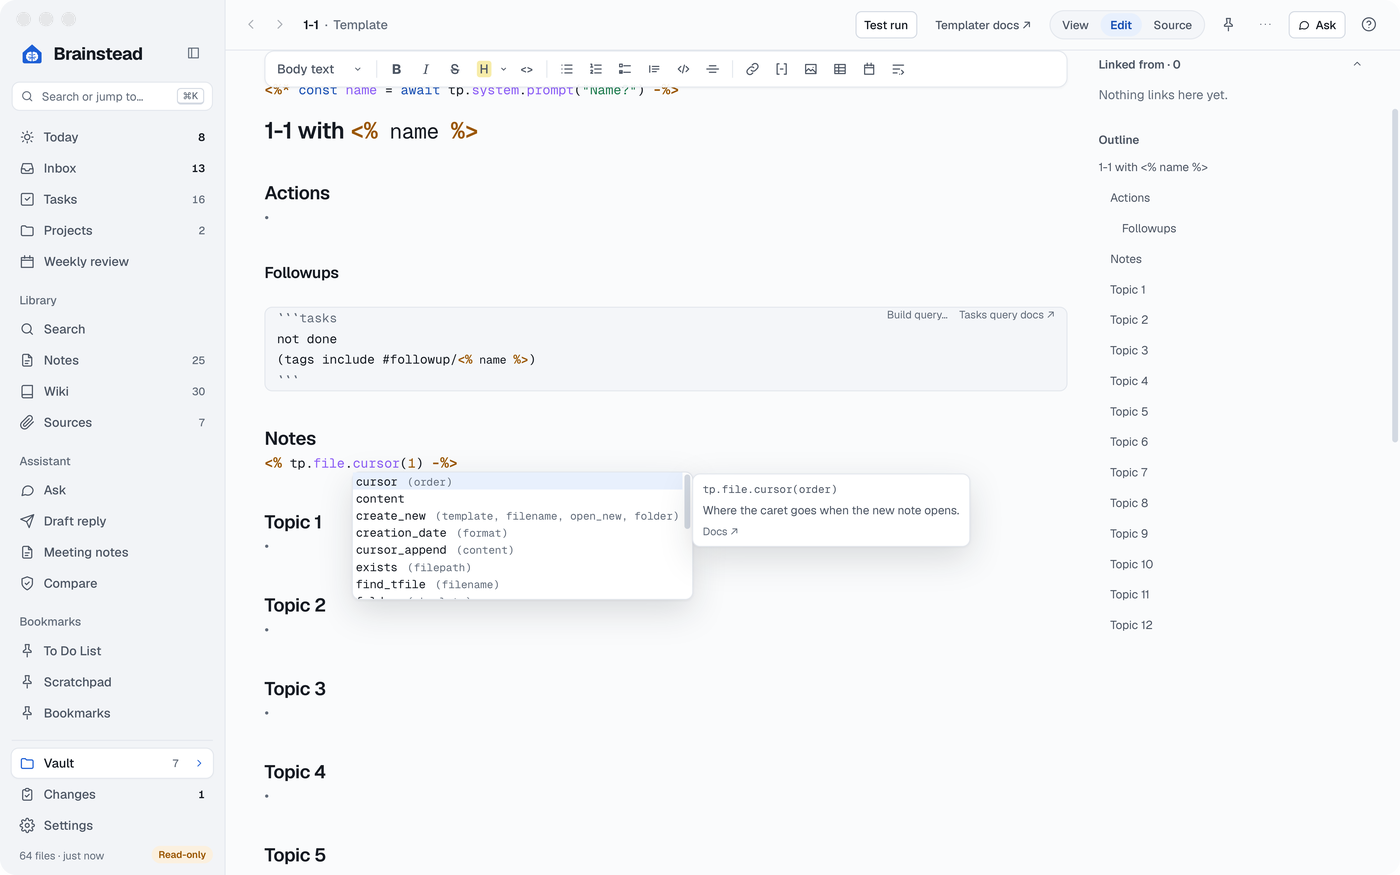 Brainstead
Search or jump to... ⌘K
Today 8
Inbox 13
Tasks 16
Projects 2
Weekly review
Library
Search
Notes 25
Wiki 30
Sources 7
Assistant
Ask
Draft reply
Meeting notes
Compare
Bookmarks
To Do List
Scratchpad
Bookmarks
Vault 7
Changes 1
Settings
64 files · just now Read-only
1-1 · Template
Test run
Templater docs ↗
View Edit Source
Ask
Body text
B I S H
<%* const name = await tp.system.prompt("Name?") -%>
1-1 with <% name %>
Actions
•
Followups
```tasks
Build query... Tasks query docs ↗
not done
(tags include #followup/<% name %>)
```
Notes
<% tp.file.cursor(1) -%>
cursor (order)
content
create_new (template, filename, open_new, folder)
creation_date (format)
cursor_append (content)
exists (filepath)
find_tfile (filename)
tp.file.cursor(order)
Where the caret goes when the new note opens.
Docs ↗
Topic 1
•
Topic 2
•
Topic 3
•
Topic 4
•
Topic 5
Linked from · 0
Nothing links here yet.
Outline
1-1 with <% name %>
Actions
Followups
Notes
Topic 1
Topic 2
Topic 3
Topic 4
Topic 5
Topic 6
Topic 7
Topic 8
Topic 9
Topic 10
Topic 11
Topic 12